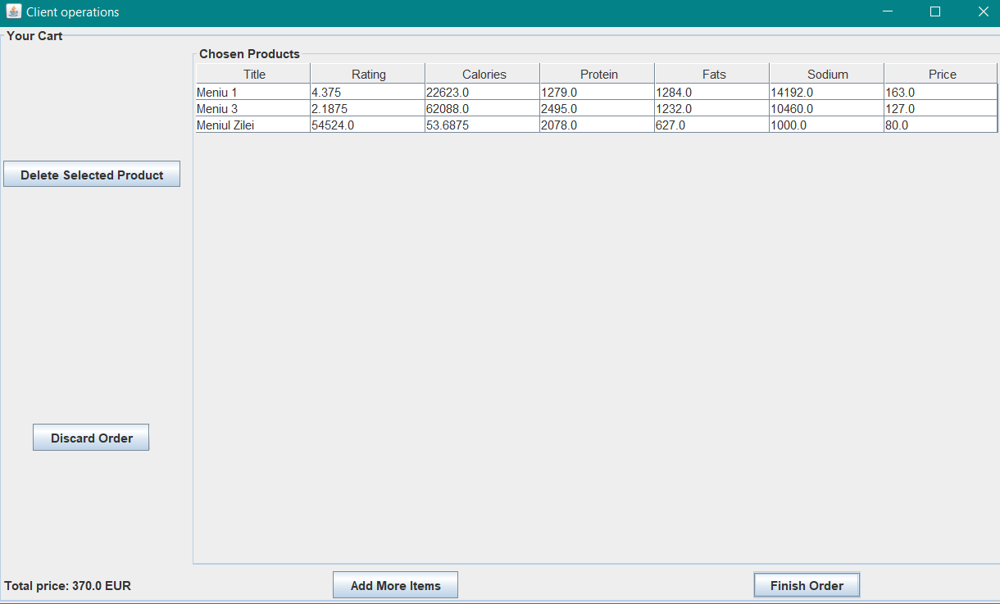 Client operations
Your Cart
Chosen Products
Title Rating Calories Protein Fats Sodium Price
Meniu 1 4.375 22623.0 1279.0 1284.0 14192.0 163.0
Meniu 3 2.1875 62088.0 2495.0 1232.0 10460.0 127.0
Meniul Zilei 54524.0 53.6875 2078.0 627.0 1000.0 80.0
Delete Selected Product
Discard Order
Total price: 370.0 EUR Add More Items Finish Order